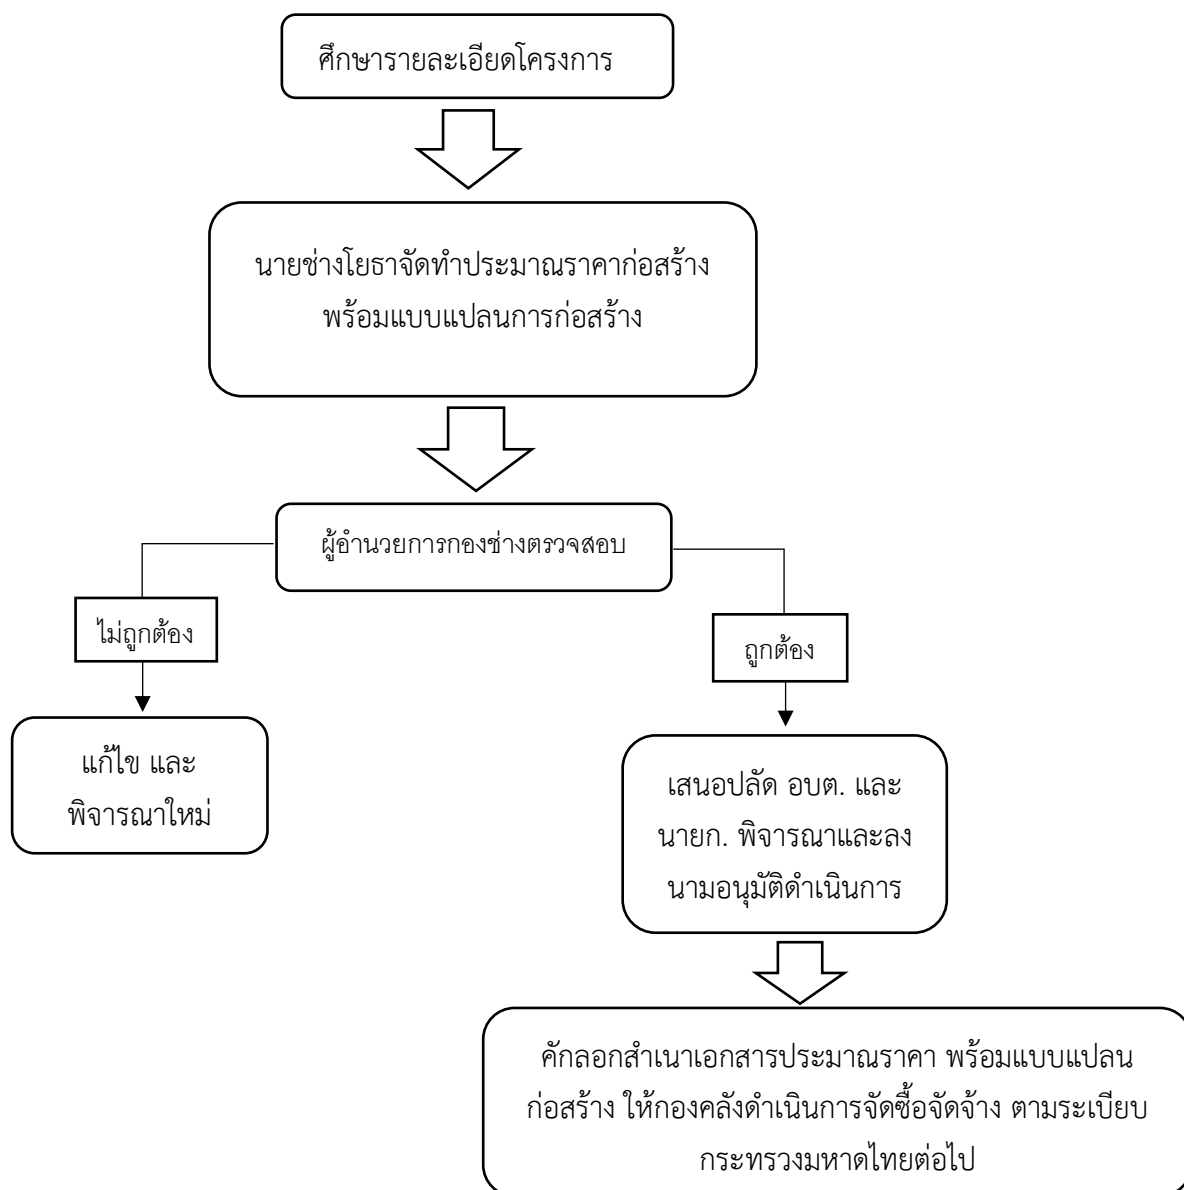 ศึกษารายละเอียดโครงการ
นายช่างโยธาจัดทำประมาณราคาก่อสร้าง
พร้อมแบบแปลนการก่อสร้าง
ผู้อำนวยการกองช่างตรวจสอบ
ไม่ถูกต้อง
ถูกต้อง
แก้ไข และ
พิจารณาใหม่
เสนอปลัด อบต. และ
นายก. พิจารณาและลง
นามอนุมัติดำเนินการ
คักลอกสำเนาเอกสารประมาณราคา พร้อมแบบแปลน
ก่อสร้าง ให้กองคลังดำเนินการจัดซื้อจัดจ้าง ตามระเบียบ
กระทรวงมหาดไทยต่อไป